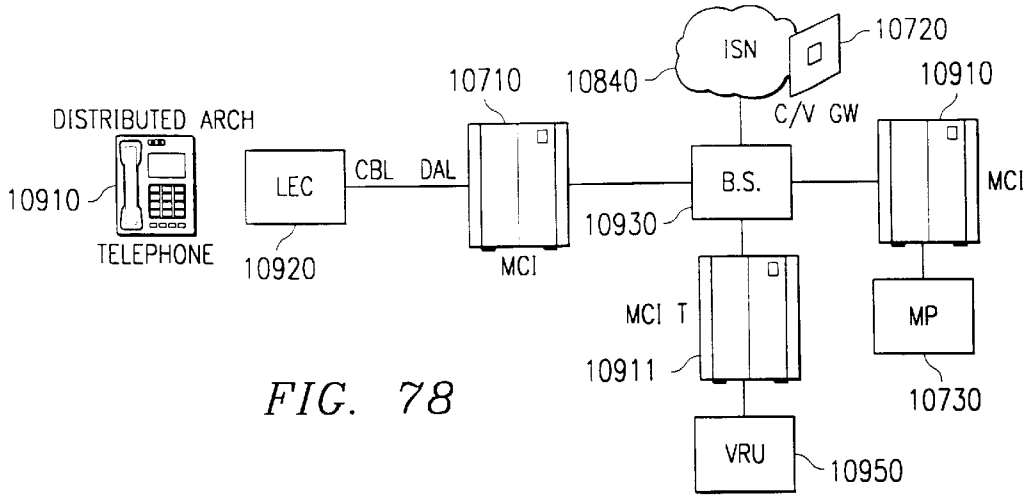 ISN
10720
10840
10710
10910
C/V GW
DISTRIBUTED ARCH
10910
TELEPHONE
LEC
CBL DAL
10920
MCI
B.S.
10930
MCI
MCI T
10911
MP
10730
VRU
10950
FIG. 78